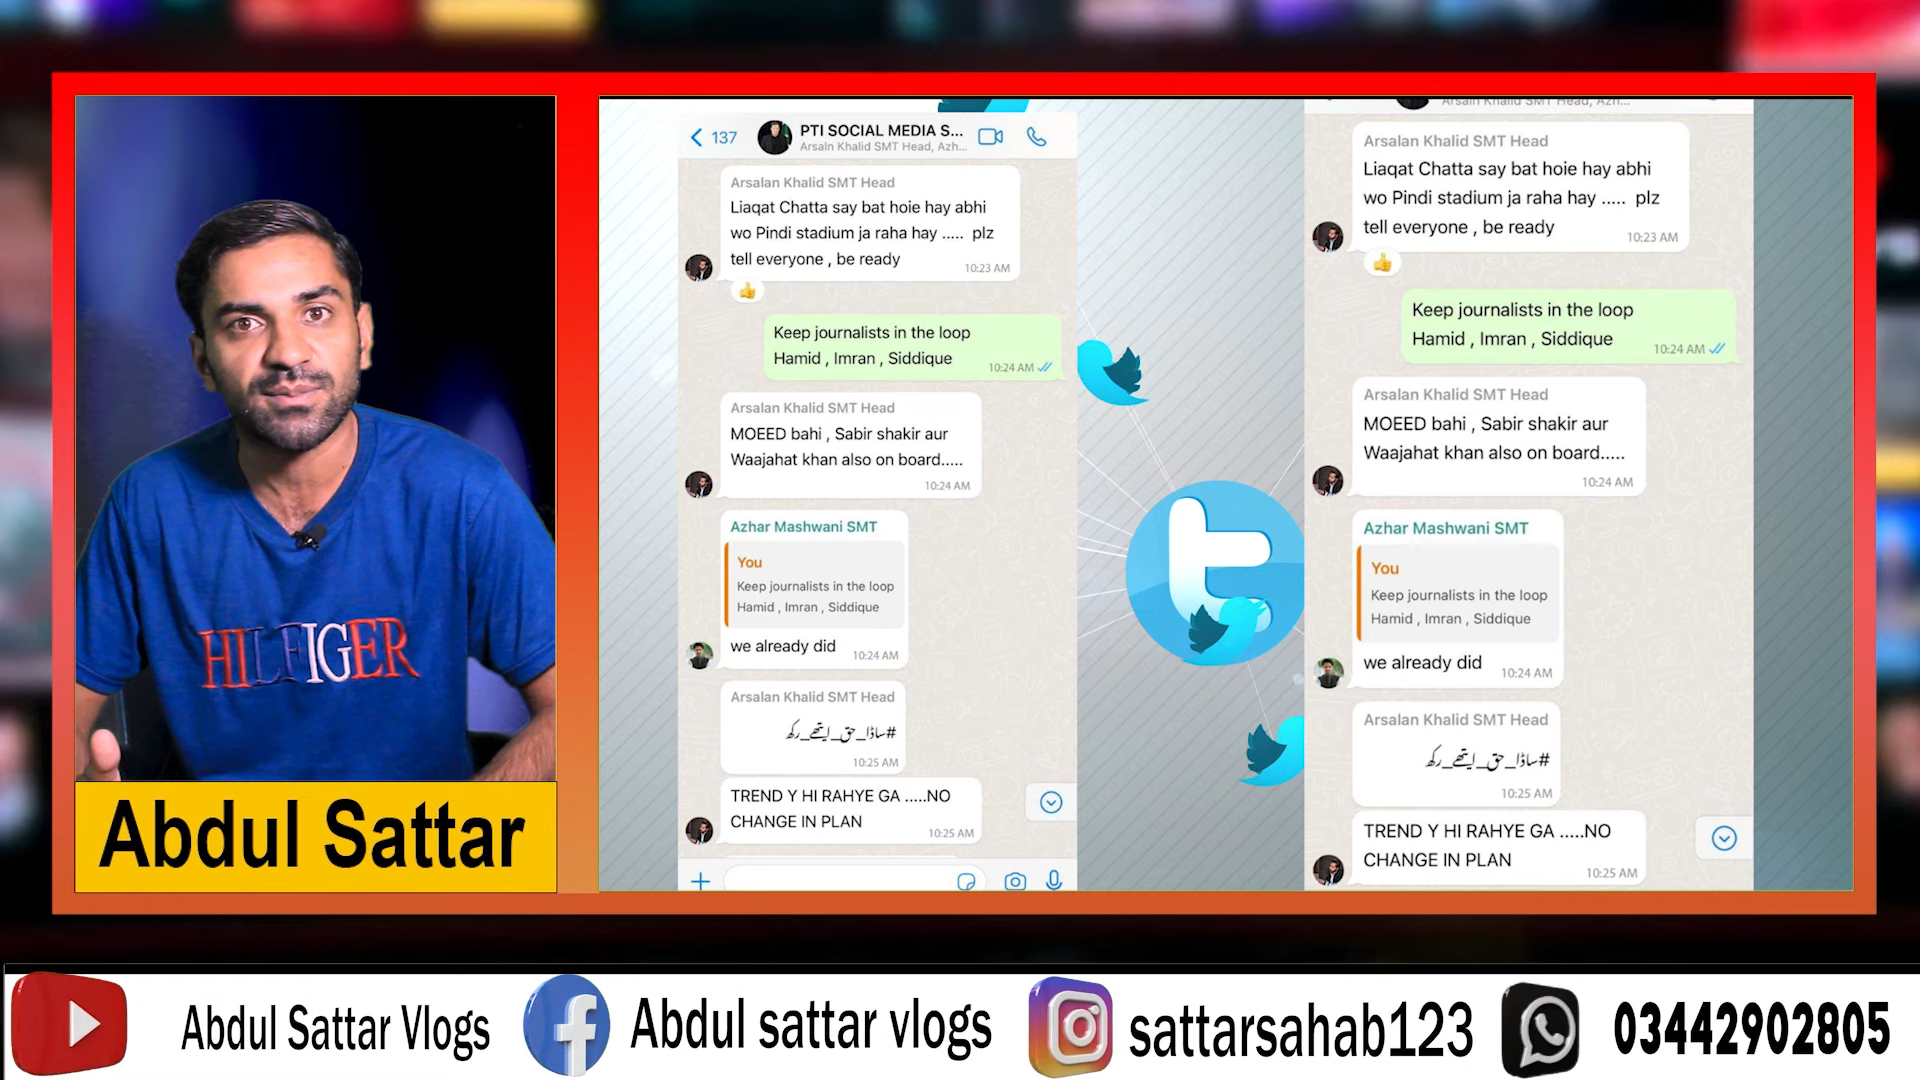 HILFIGER
Abdul Sattar
137
PTI SOCIAL MEDIA S...
Arsaln Khalid SMT Head, Azh...
Arsalan Khalid SMT Head
Liaqat Chatta say bat hoie hay abhi
wo Pindi stadium ja raha hay ..... plz
tell everyone , be ready
10:23 AM
Keep journalists in the loop
Hamid , Imran , Siddique
10:24 AM
Arsalan Khalid SMT Head
MOEED bahi , Sabir shakir aur
Waajahat khan also on board.....
10:24 AM
Azhar Mashwani SMT
You
Keep journalists in the loop
Hamid , Imran , Siddique
we already did
10:24 AM
Arsalan Khalid SMT Head
#ساڈا_حق_ایتھے_رکھ
10:25 AM
TREND Y HI RAHYE GA .....NO
CHANGE IN PLAN
10:25 AM
Arsaln Khalid SMT Head, Azh...
Arsalan Khalid SMT Head
Liaqat Chatta say bat hoie hay abhi
wo Pindi stadium ja raha hay ..... plz
tell everyone , be ready
10:23 AM
Keep journalists in the loop
Hamid , Imran , Siddique
10:24 AM
Arsalan Khalid SMT Head
MOEED bahi , Sabir shakir aur
Waajahat khan also on board.....
10:24 AM
Azhar Mashwani SMT
You
Keep journalists in the loop
Hamid , Imran , Siddique
we already did
10:24 AM
Arsalan Khalid SMT Head
#ساڈا_حق_ایتھے_رکھ
10:25 AM
TREND Y HI RAHYE GA .....NO
CHANGE IN PLAN
10:25 AM
Abdul Sattar Vlogs
Abdul sattar vlogs
sattarsahab123
03442902805